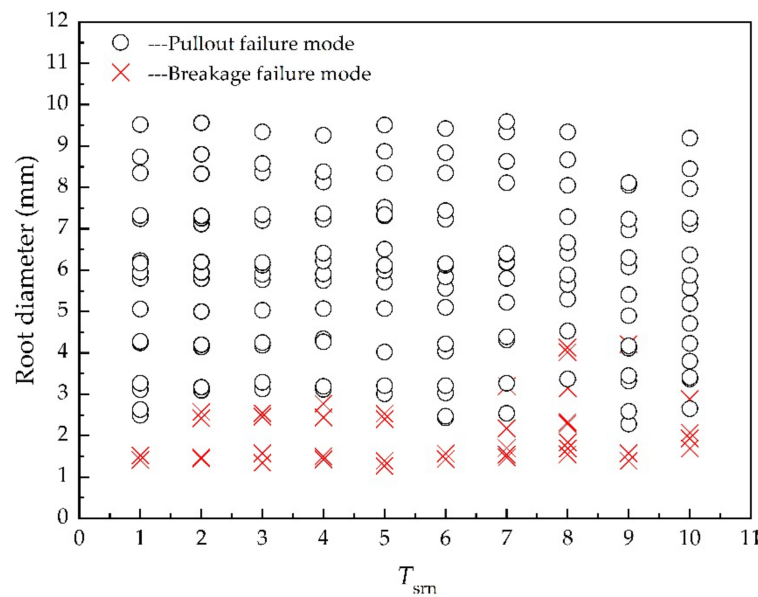 12
11
10
9
8
7
6
5
4
3
2
1
0
Root diameter (mm)
---Pullout failure mode
---Breakage failure mode
0 1 2 3 4 5 6 7 8 9 10 11
Tsrn